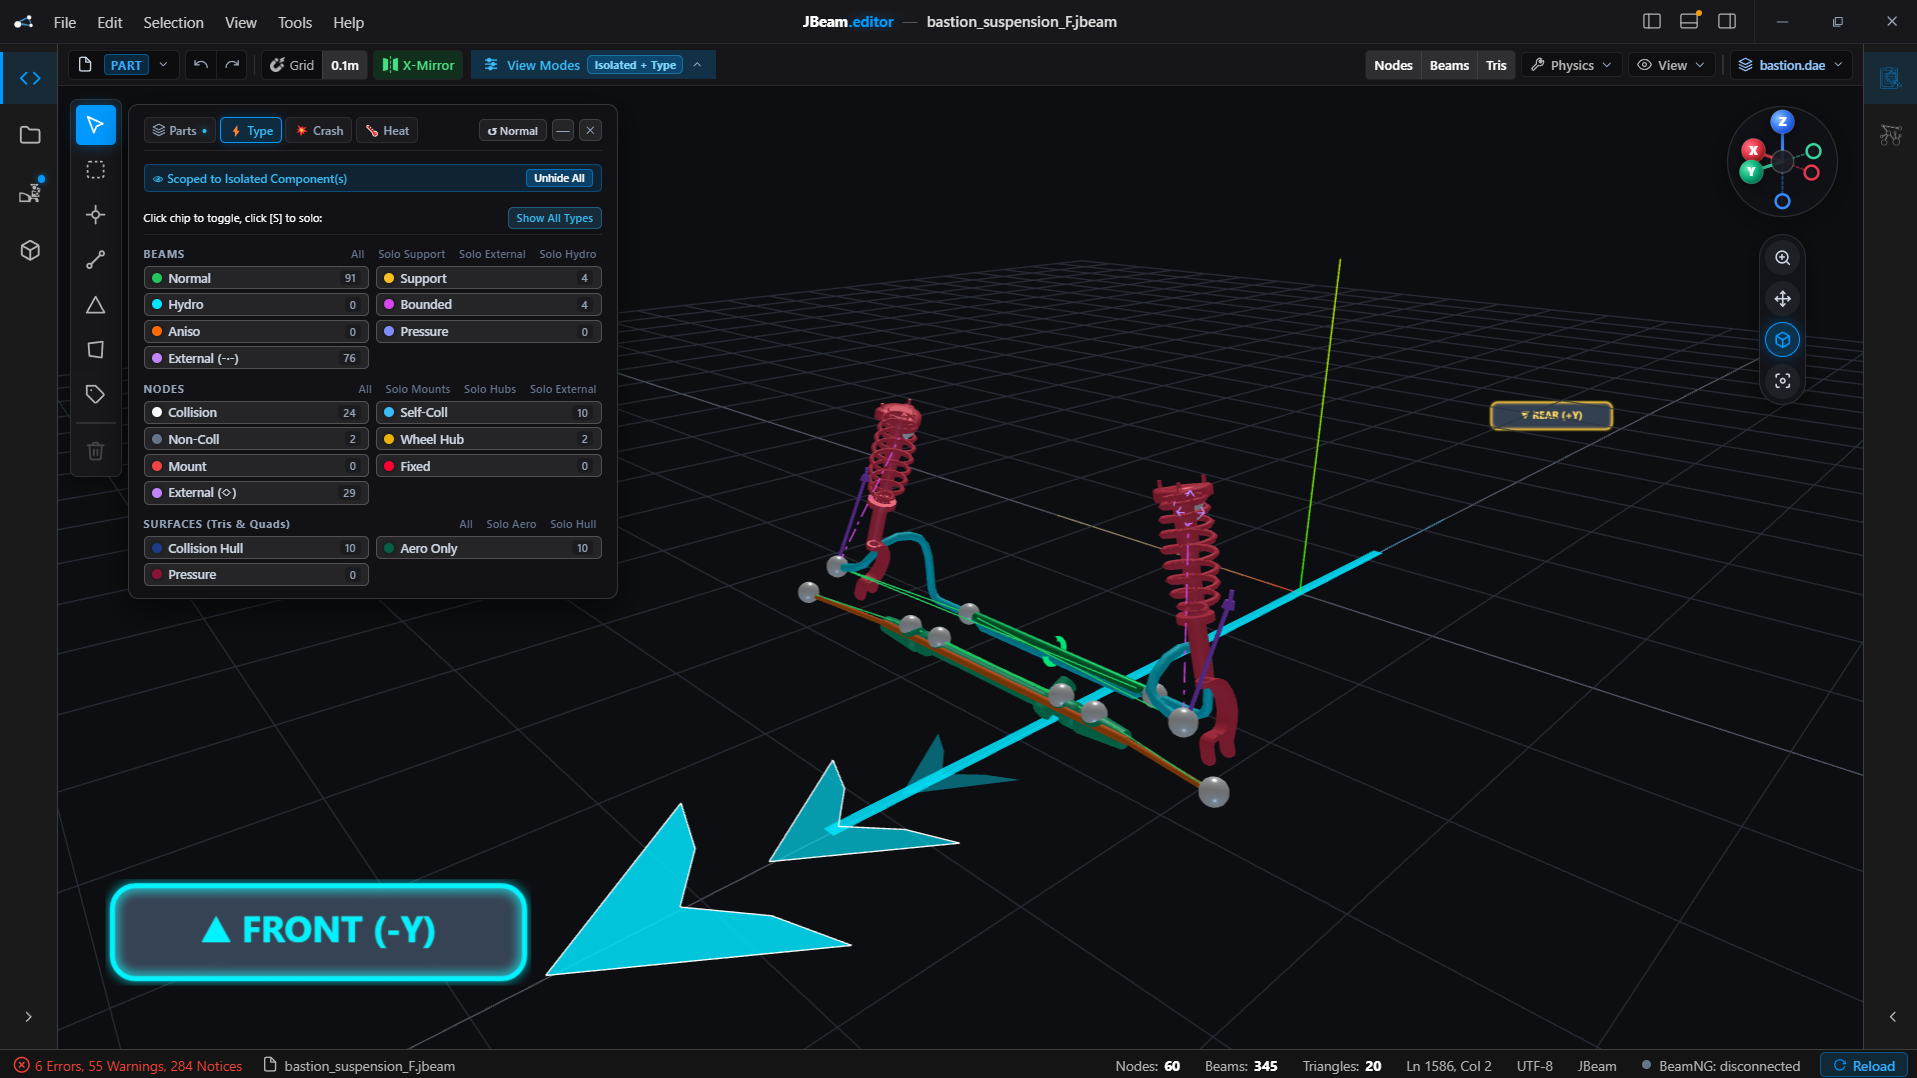 File Edit Selection View Tools Help
JBeam.editor — bastion_suspension_F.jbeam
PART Grid 0.1m X-Mirror View Modes Isolated + Type Nodes Beams Tris Physics View bastion.dae
Parts Type Crash Heat ↺ Normal
Scoped to Isolated Component(s) Unhide All
Click chip to toggle, click [S] to solo: Show All Types
BEAMS All Solo Support Solo External Solo Hydro
Normal 91 Support 4
Hydro 0 Bounded 4
Aniso 0 Pressure 0
External (-·-) 76
NODES All Solo Mounts Solo Hubs Solo External
Collision 24 Self-Coll 10
Non-Coll 2 Wheel Hub 2
Mount 0 Fixed 0
External (◇) 29
SURFACES (Tris & Quads) All Solo Aero Solo Hull
Collision Hull 10 Aero Only 10
Pressure 0
Z
X
Y
▼ REAR (+Y)
▲ FRONT (-Y)
6 Errors, 55 Warnings, 284 Notices bastion_suspension_F.jbeam Nodes: 60 Beams: 345 Triangles: 20 Ln 1586, Col 2 UTF-8 JBeam BeamNG: disconnected Reload